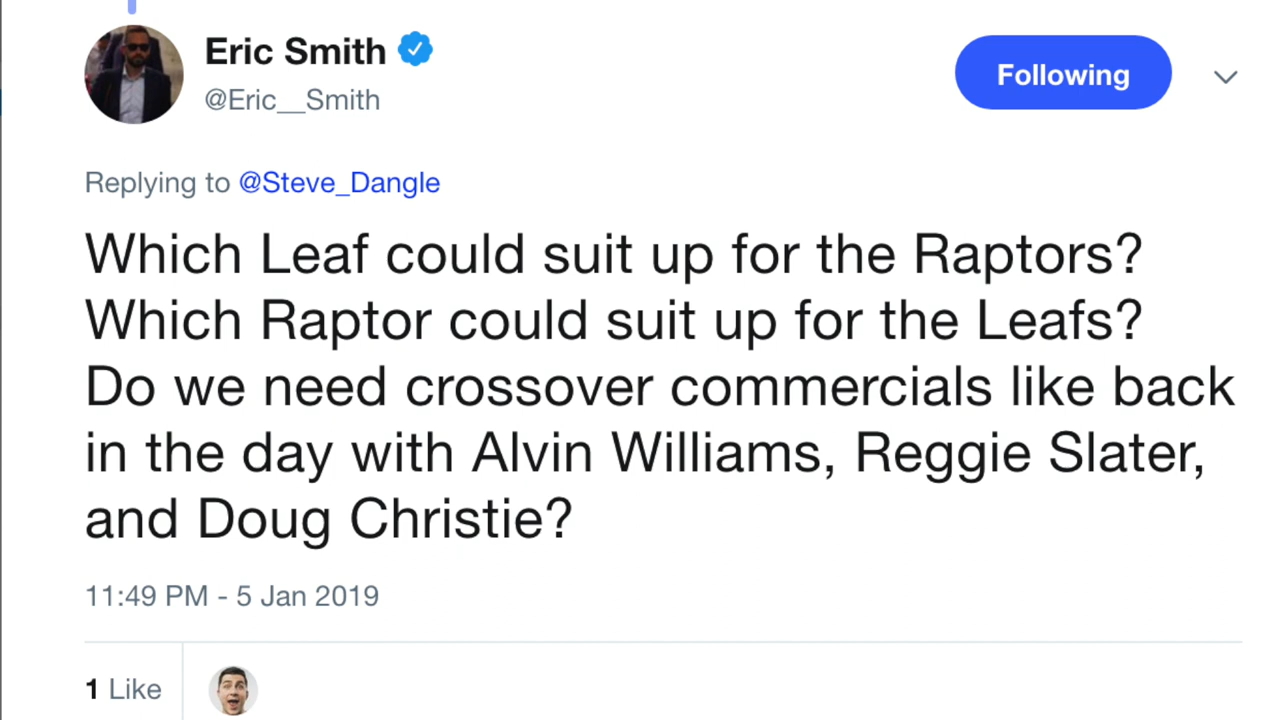 Eric Smith
@Eric__Smith
Following
Replying to @Steve_Dangle
Which Leaf could suit up for the Raptors?
Which Raptor could suit up for the Leafs?
Do we need crossover commercials like back
in the day with Alvin Williams, Reggie Slater,
and Doug Christie?
11:49 PM - 5 Jan 2019
1 Like